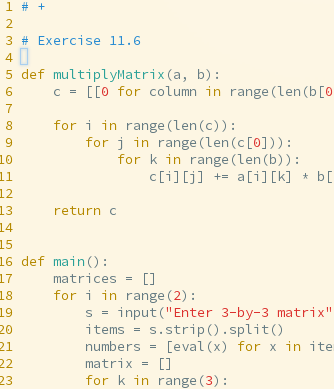 1 # +
2
3 # Exercise 11.6
4
5 def multiplyMatrix(a, b):
6     c = [[0 for column in range(len(b[0
7
8     for i in range(len(c)):
9         for j in range(len(c[0])):
10             for k in range(len(b)):
11                 c[i][j] += a[i][k] * b[
12
13     return c
14
15
16 def main():
17     matrices = []
18     for i in range(2):
19         s = input("Enter 3-by-3 matrix"
20         items = s.strip().split()
21         numbers = [eval(x) for x in ite
22         matrix = []
23         for k in range(3):